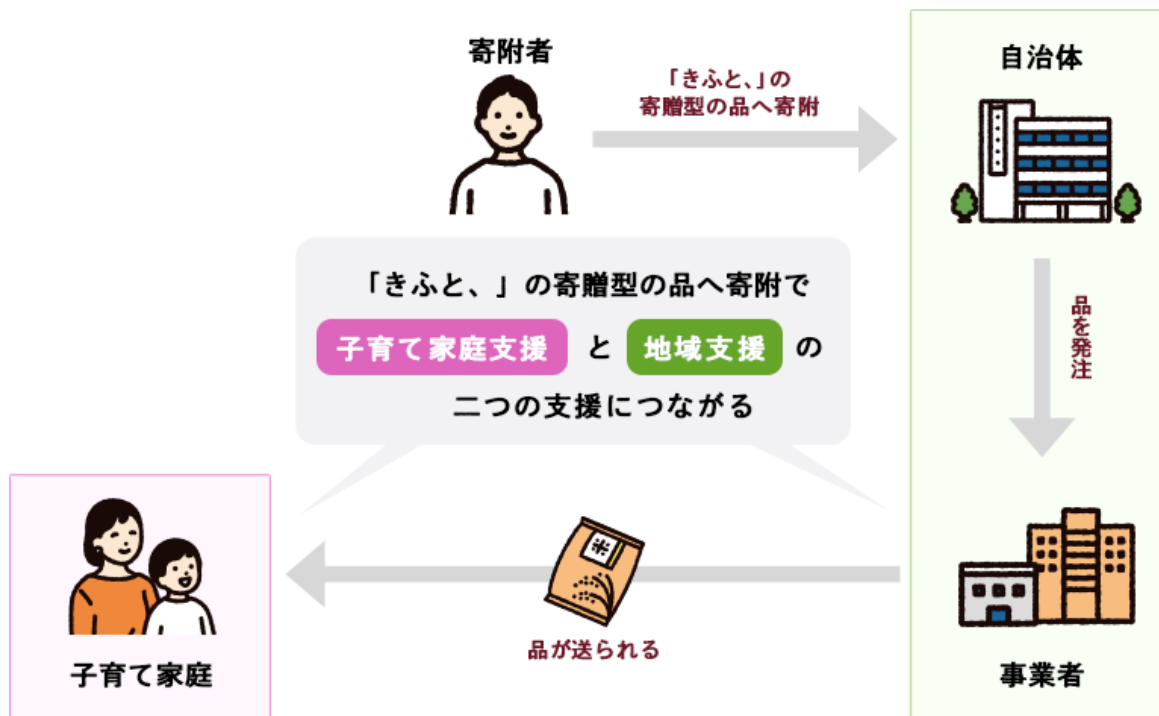 寄附者
「きふと、」の
寄贈型の品へ寄附
自治体
「きふと、」の寄贈型の品へ寄附で
子育て家庭支援 と 地域支援 の
二つの支援につながる
品を発注
米
品が送られる
子育て家庭
事業者